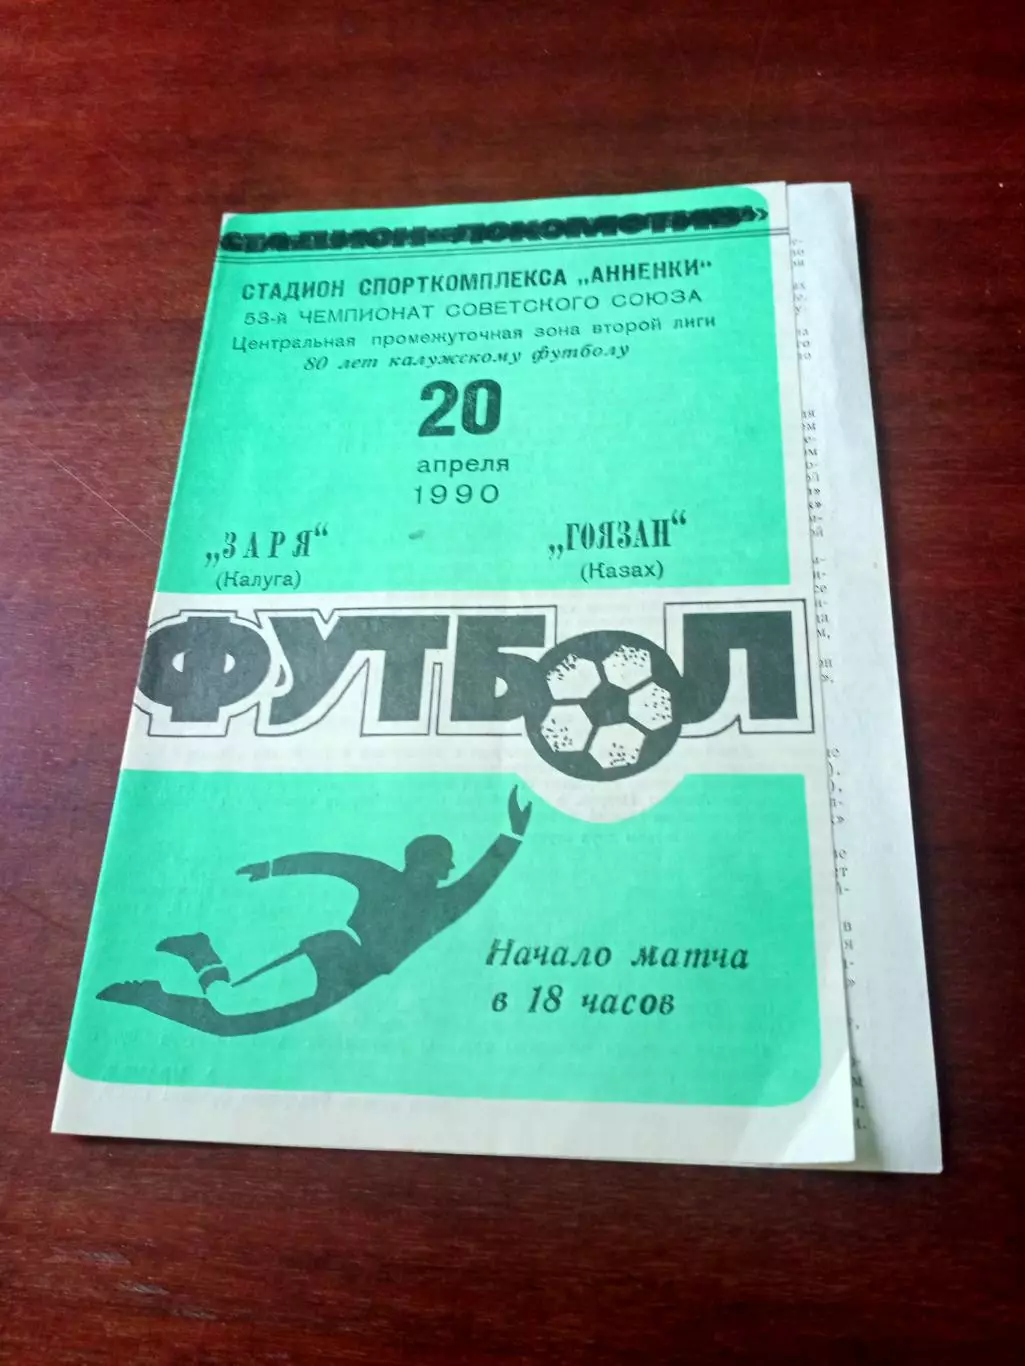 СТАДИОН «ЛОКОМОТИВ»
СТАДИОН СПОРТКОМПЛЕКСА „АННЕНКИ“
53-й ЧЕМПИОНАТ СОВЕТСКОГО СОЮЗА
Центральная промежуточная зона второй лиги
80 лет калужскому футболу
20
апреля
1990
„ЗАРЯ“
(Калуга)
„ГОЯЗАН“
(Казах)
ФУТБОЛ
Начало матча
в 18 часов